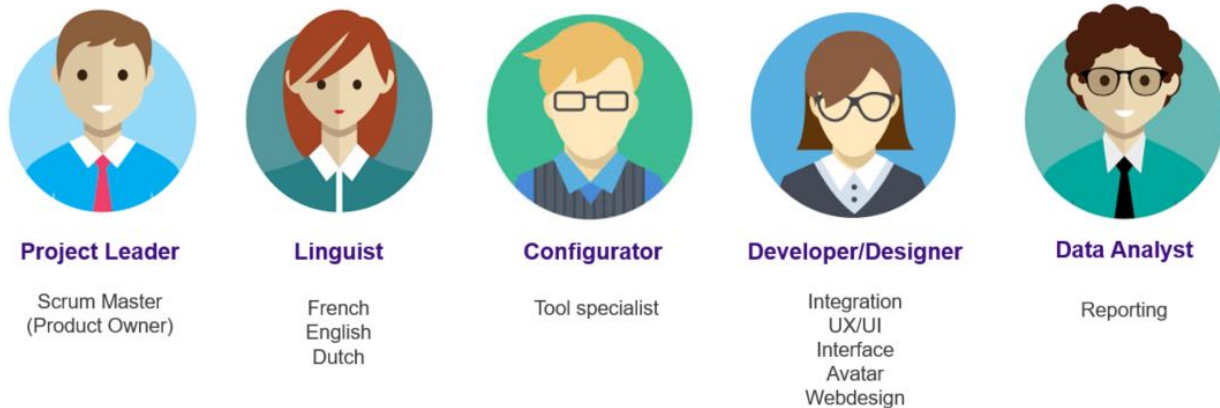 Project Leader
Scrum Master
(Product Owner)
Linguist
French
English
Dutch
Configurator
Tool specialist
Developer/Designer
Integration
UX/UI
Interface
Avatar
Webdesign
Data Analyst
Reporting